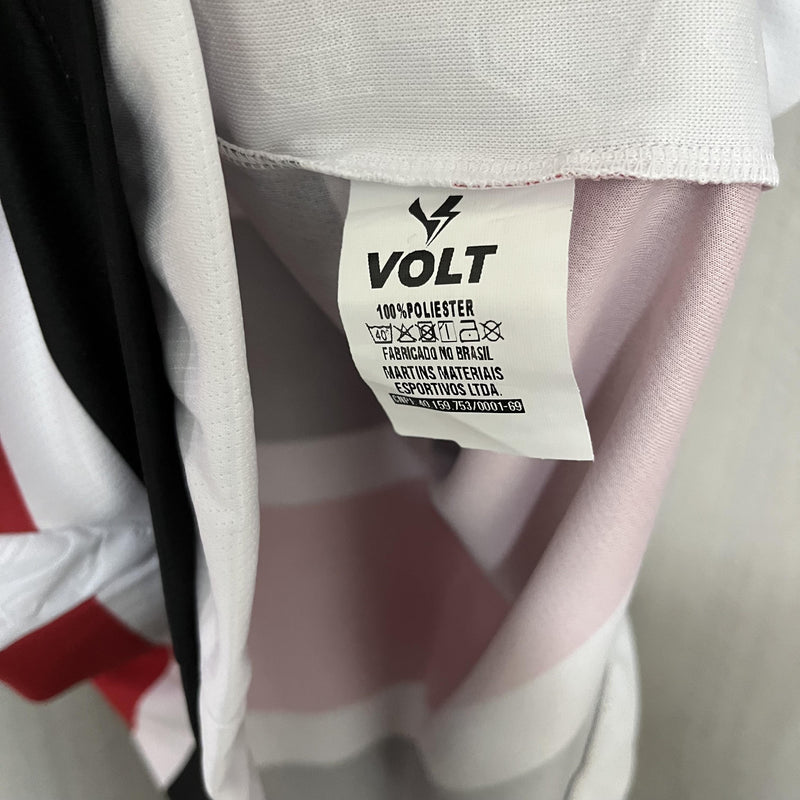 VOLT
100%POLIESTER
40°
FABRICADO NO BRASIL
MARTINS MATERIAIS
ESPORTIVOS LTDA.
CNPJ: 40 159.753/0001-69